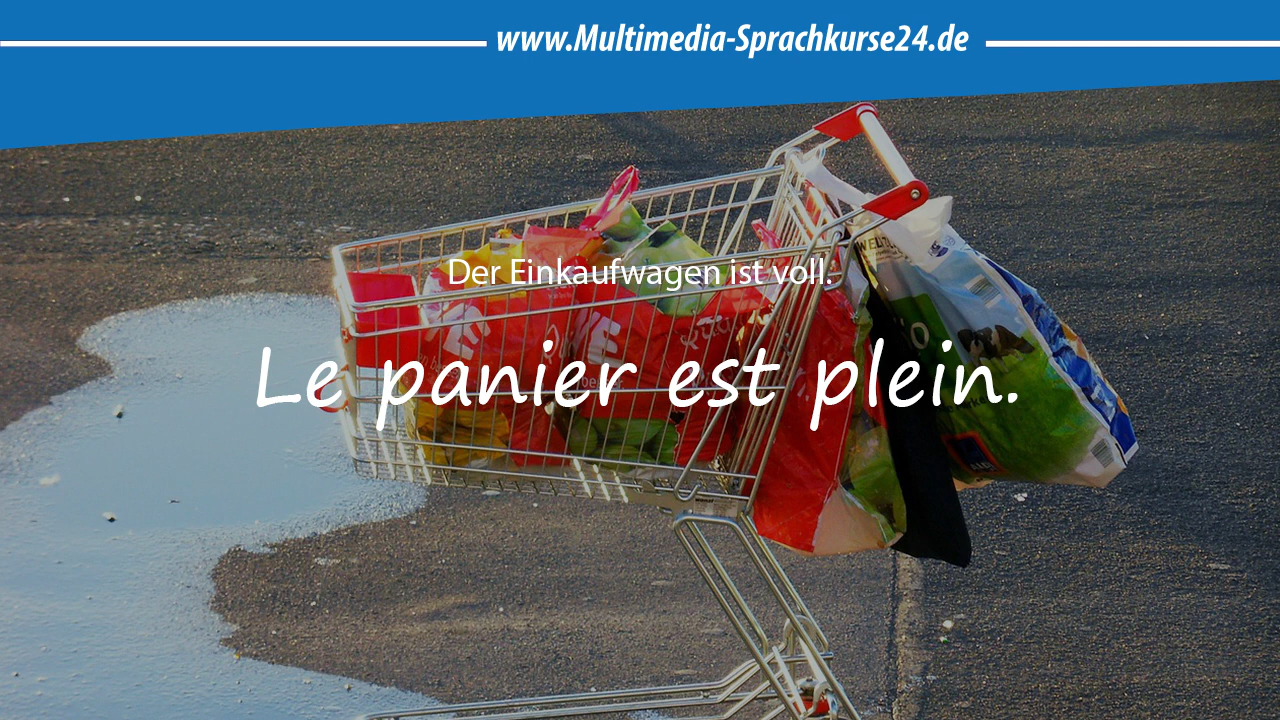 www.Multimedia-Sprachkurse24.de
Der Einkaufwagen ist voll.
Le panier est plein.